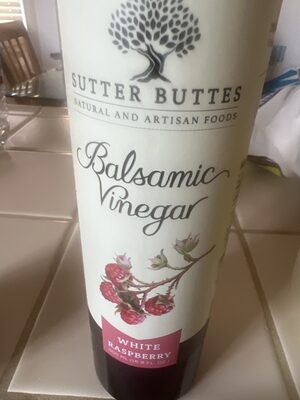 SUTTER BUTTES
NATURAL AND ARTISAN FOODS
Balsamic
Vinegar
WHITE
RASPBERRY